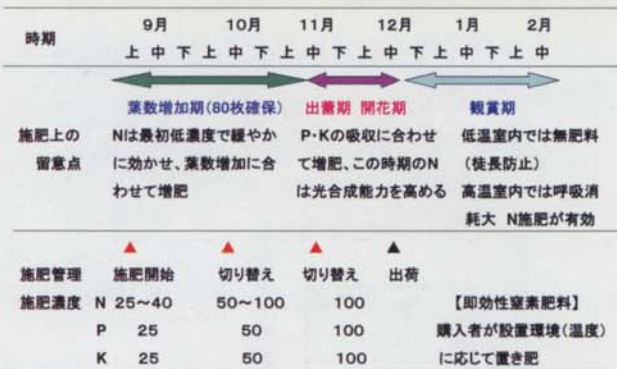 9月 10月 11月 12月 1月 2月
時期
上 中 下 上 中 下 上 中 下 上 中 下 上 中 下 上 中
葉数増加期(80枚確保) 出蕾期 開花期 観賞期
施肥上の Nは最初低濃度で緩やか P・Kの吸収に合わせ 低温室内では無肥料
留意点 に効かせ、葉数増加に合 て増肥、この時期のN (徒長防止)
わせて増肥 は光合成能力を高める 高温室内では呼吸消
耗大 N施肥が有効
▲ ▲ ▲ ▲
施肥管理 施肥開始 切り替え 切り替え 出荷
施肥濃度 N 25～40 50～100 100 【即効性窒素肥料】
P 25 50 100 購入者が設置環境(温度)
K 25 50 100 に応じて置き肥